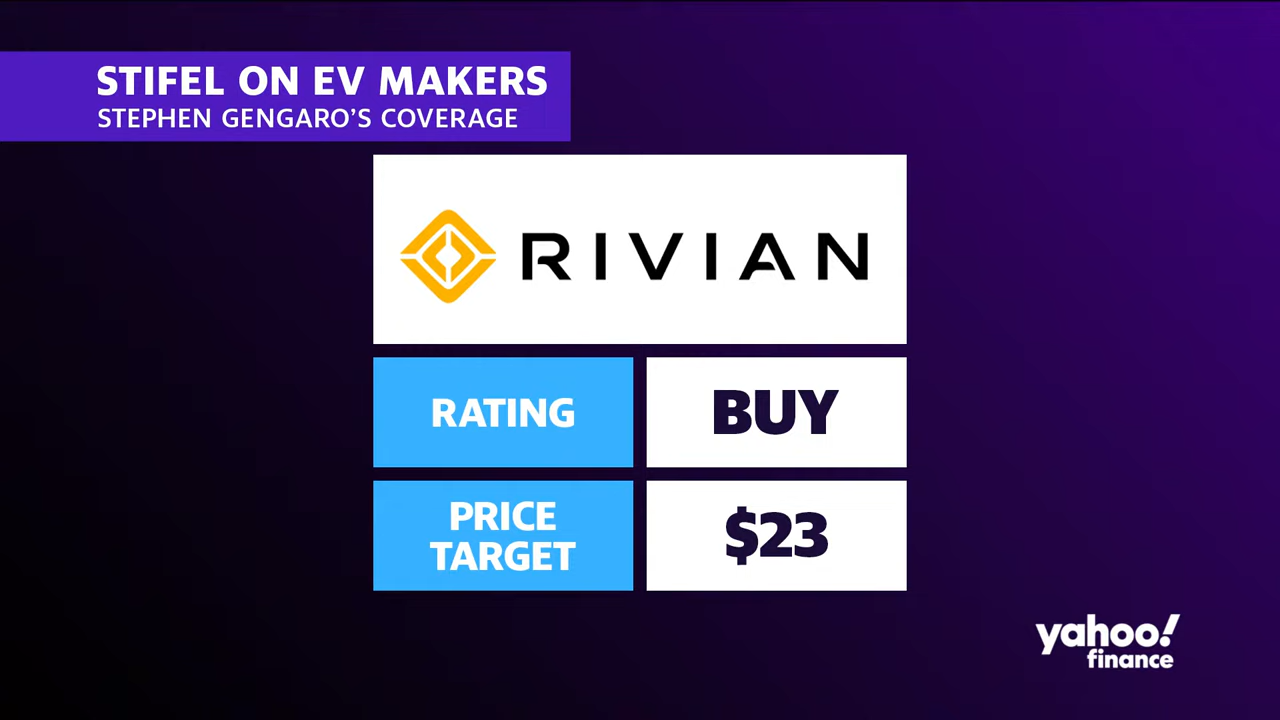 STIFEL ON EV MAKERS
STEPHEN GENGARO'S COVERAGE
RIVIAN
RATING
BUY
PRICE
TARGET
$23
yahoo!
finance